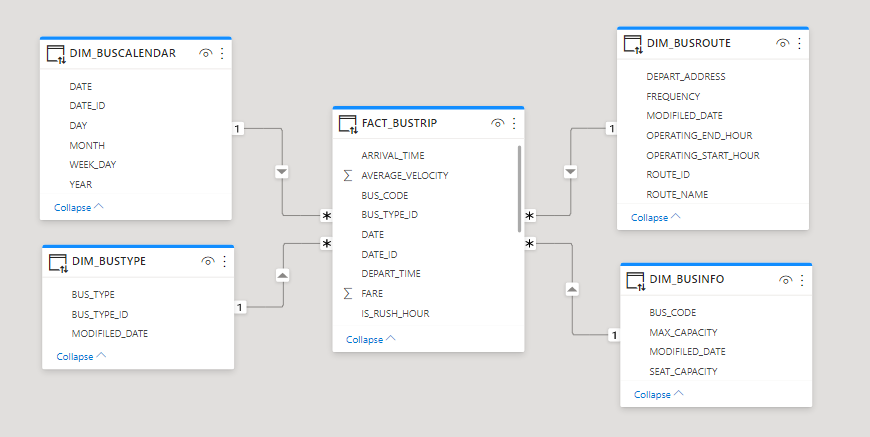 DIM_BUSCALENDAR
DATE
DATE_ID
DAY
MONTH
WEEK_DAY
YEAR
Collapse
1
DIM_BUSTYPE
BUS_TYPE
BUS_TYPE_ID
MODIFILED_DATE
Collapse
1
FACT_BUSTRIP
ARRIVAL_TIME
Σ AVERAGE_VELOCITY
BUS_CODE
BUS_TYPE_ID
DATE
DATE_ID
DEPART_TIME
Σ FARE
IS_RUSH_HOUR
Collapse
*
*
*
*
DIM_BUSROUTE
DEPART_ADDRESS
FREQUENCY
MODIFILED_DATE
OPERATING_END_HOUR
OPERATING_START_HOUR
ROUTE_ID
ROUTE_NAME
Collapse
1
DIM_BUSINFO
BUS_CODE
MAX_CAPACITY
MODIFILED_DATE
SEAT_CAPACITY
Collapse
1